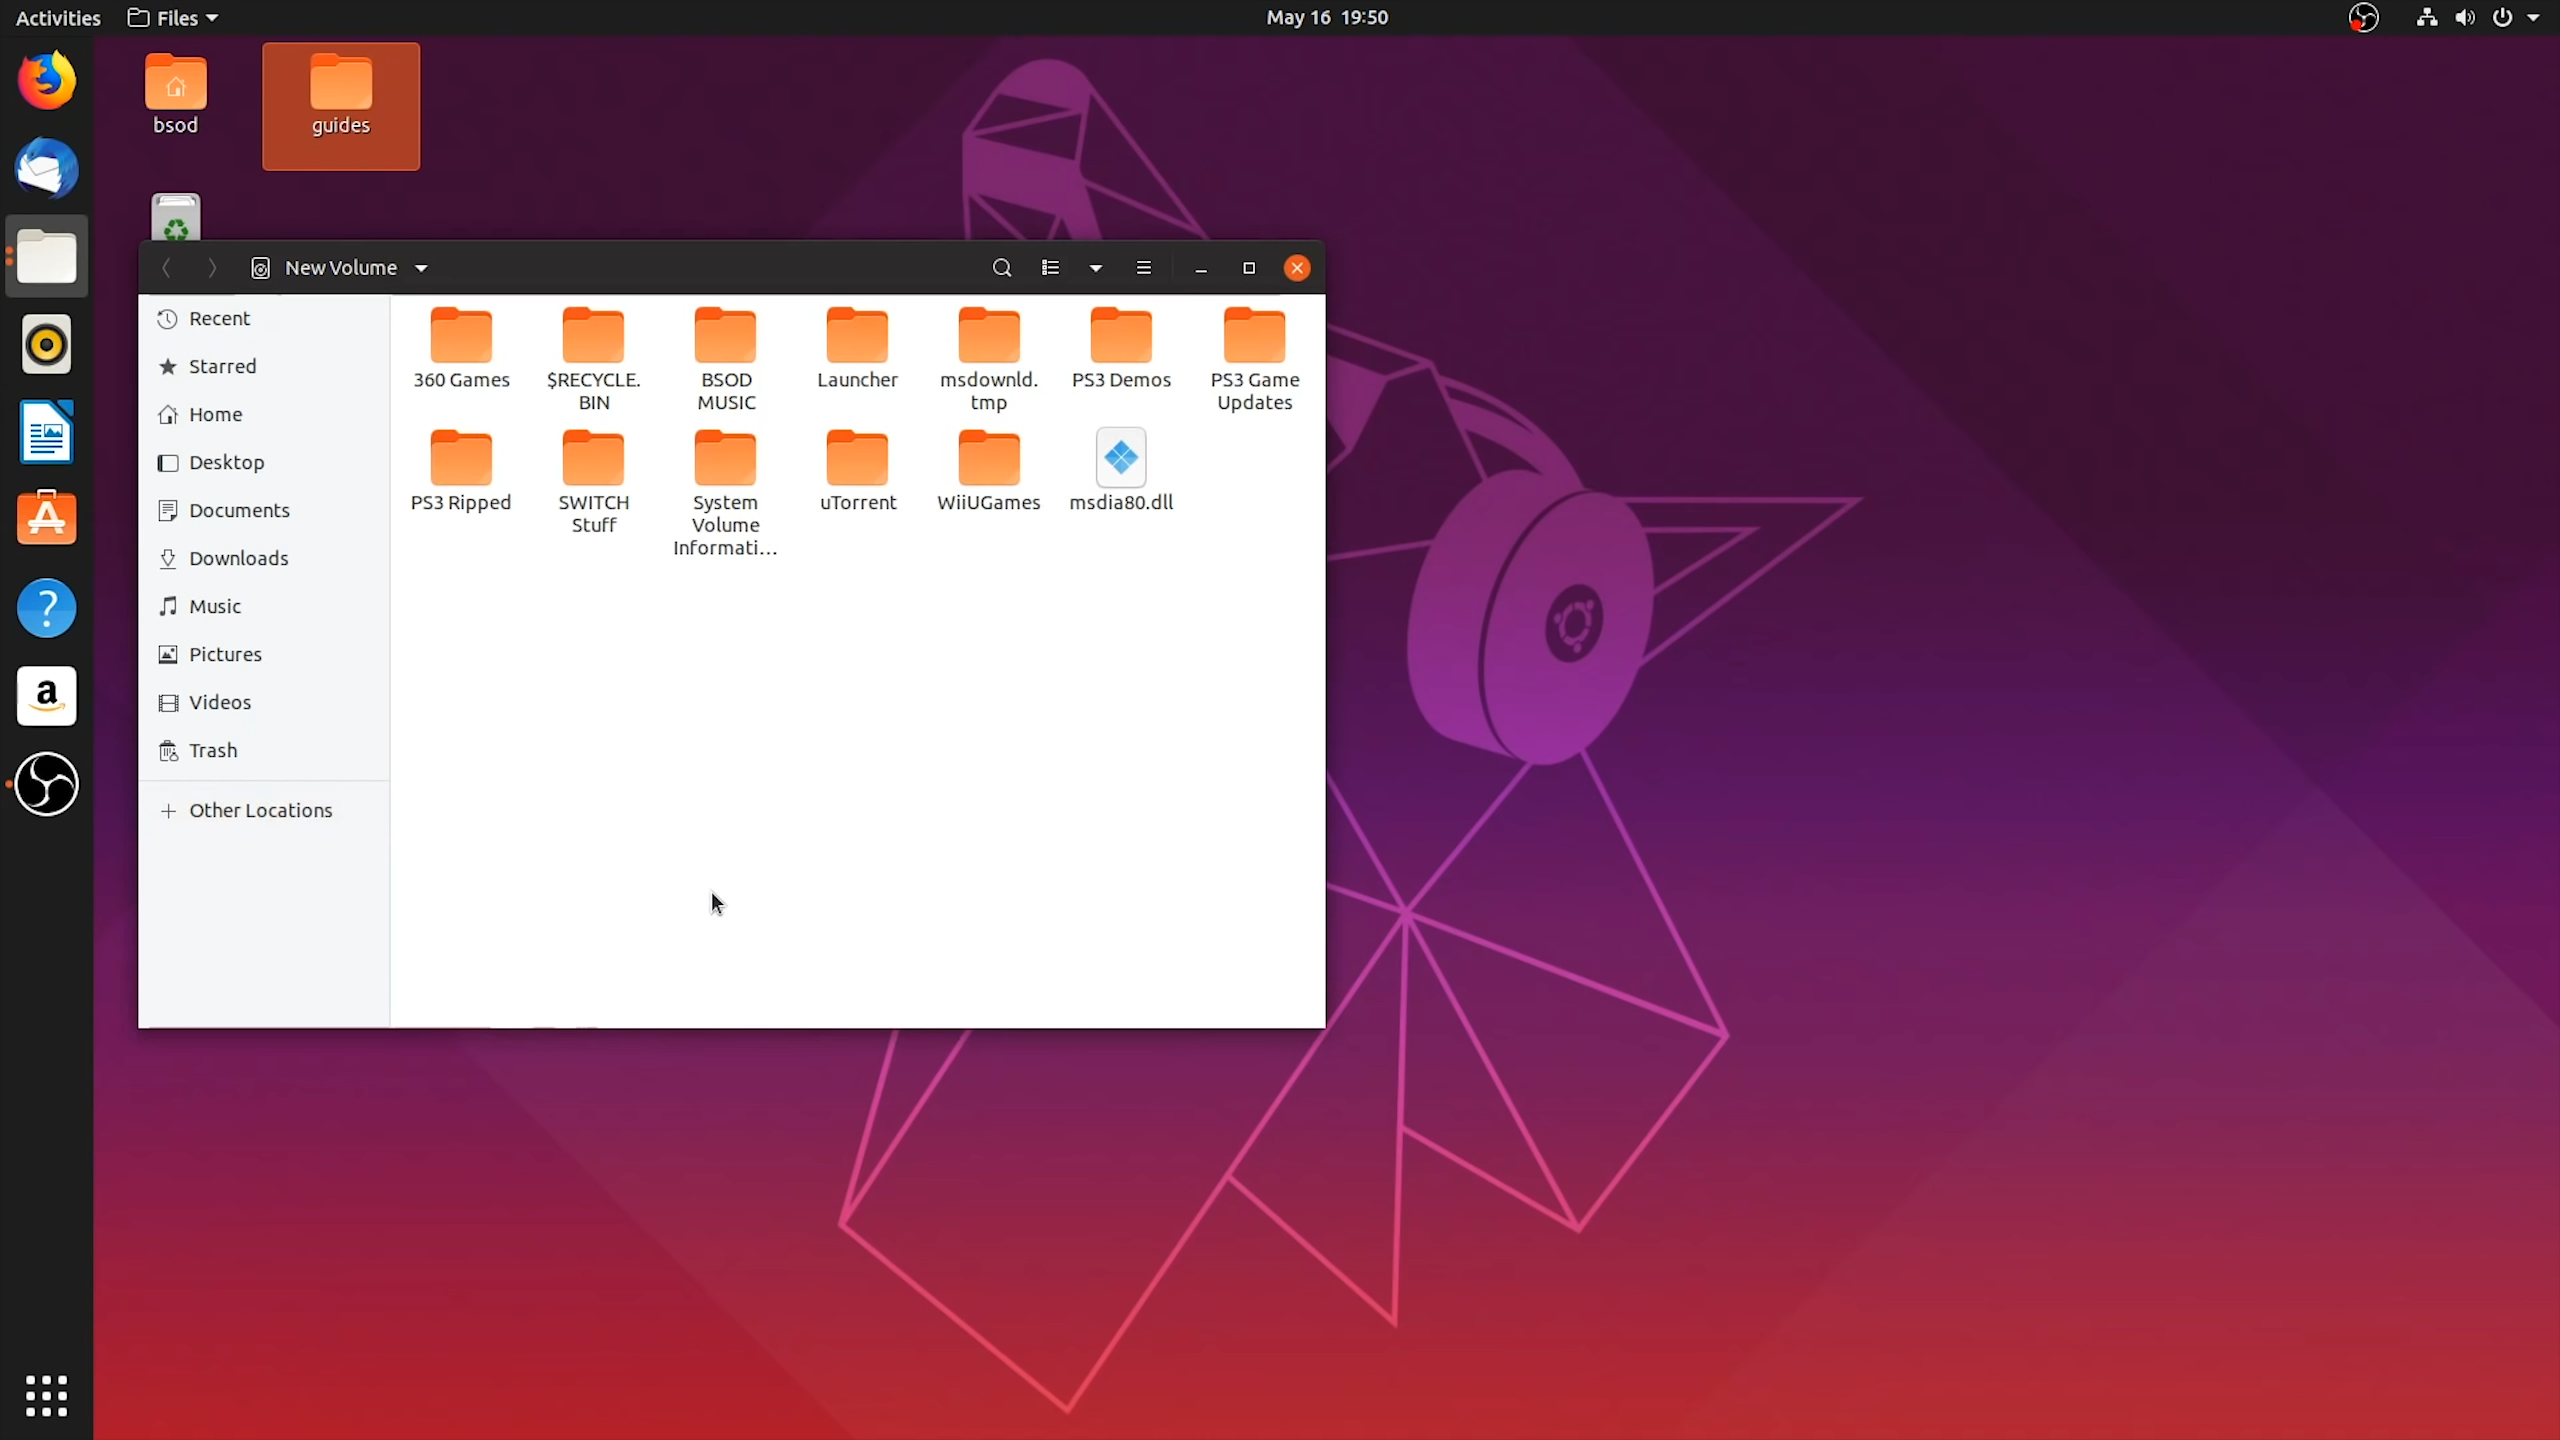 Activities
Files
May 16 19:50
bsod
guides
New Volume
Recent
Starred
Home
Desktop
Documents
Downloads
Music
Pictures
Videos
Trash
Other Locations
360 Games
$RECYCLE.
BIN
BSOD
MUSIC
Launcher
msdownld.
tmp
PS3 Demos
PS3 Game
Updates
PS3 Ripped
SWITCH
Stuff
System
Volume
Informati...
uTorrent
WiiUGames
msdia80.dll
?
a